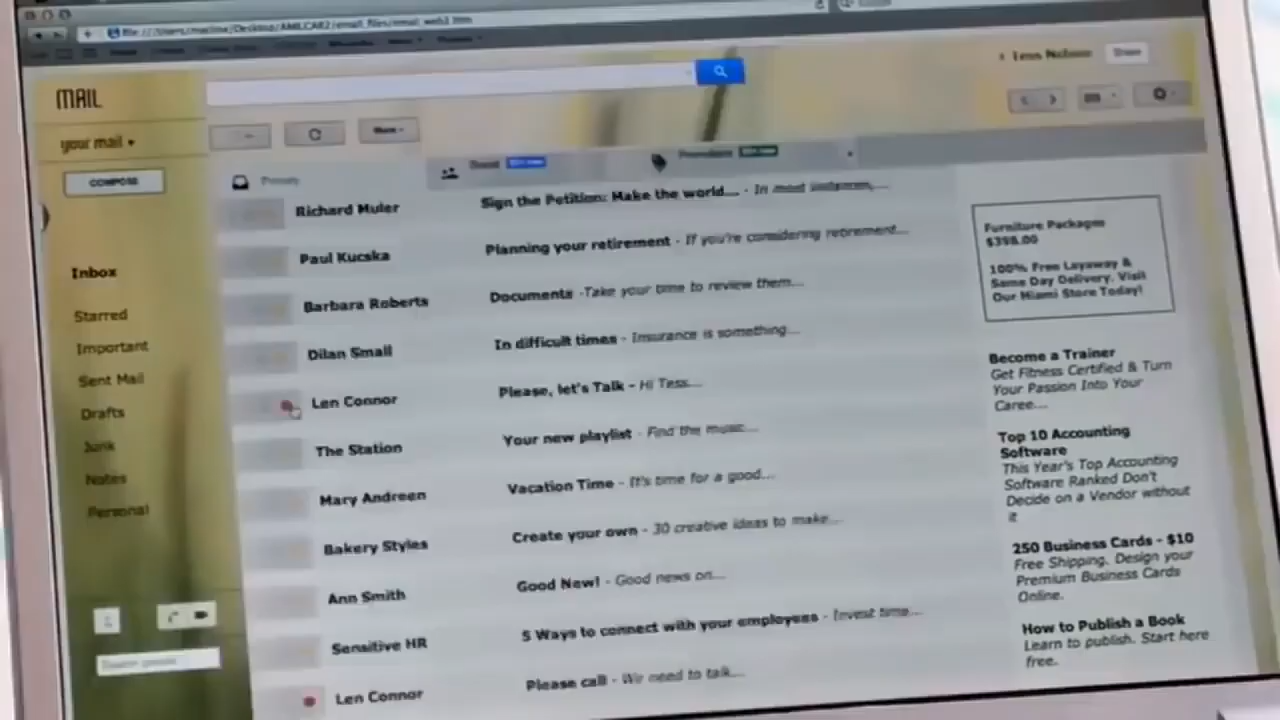 MAIL
your mail
COMPOSE
More
Primary
Inbox
Starred
Important
Sent Mail
Drafts
Junk
Notes
Personal
Richard Muler Sign the Petition: Make the world... - In most instances,...
Paul Kucska Planning your retirement - If you're considering retirement...
Barbara Roberts Documents -Take your time to review them...
Dilan Small In difficult times - Insurance is something...
Len Connor Please, let's Talk - Hi Tess...
The Station Your new playlist - Find the music...
Mary Andreen Vacation Time - It's time for a good...
Bakery Styles Create your own - 30 creative ideas to make...
Ann Smith Good New! - Good news on...
Sensitive HR 5 Ways to connect with your employees - Invest time...
Len Connor Please call - We need to talk...
Furniture Packages
$398.00
100% Free Layaway &
Same Day Delivery. Visit
Our Miami Store Today!
Become a Trainer
Get Fitness Certified & Turn
Your Passion Into Your
Caree...
Top 10 Accounting
Software
This Year's Top Accounting
Software Ranked Don't
Decide on a Vendor without
it
250 Business Cards - $10
Free Shipping. Design your
Premium Business Cards
Online.
How to Publish a Book
Learn to publish. Start here
free.